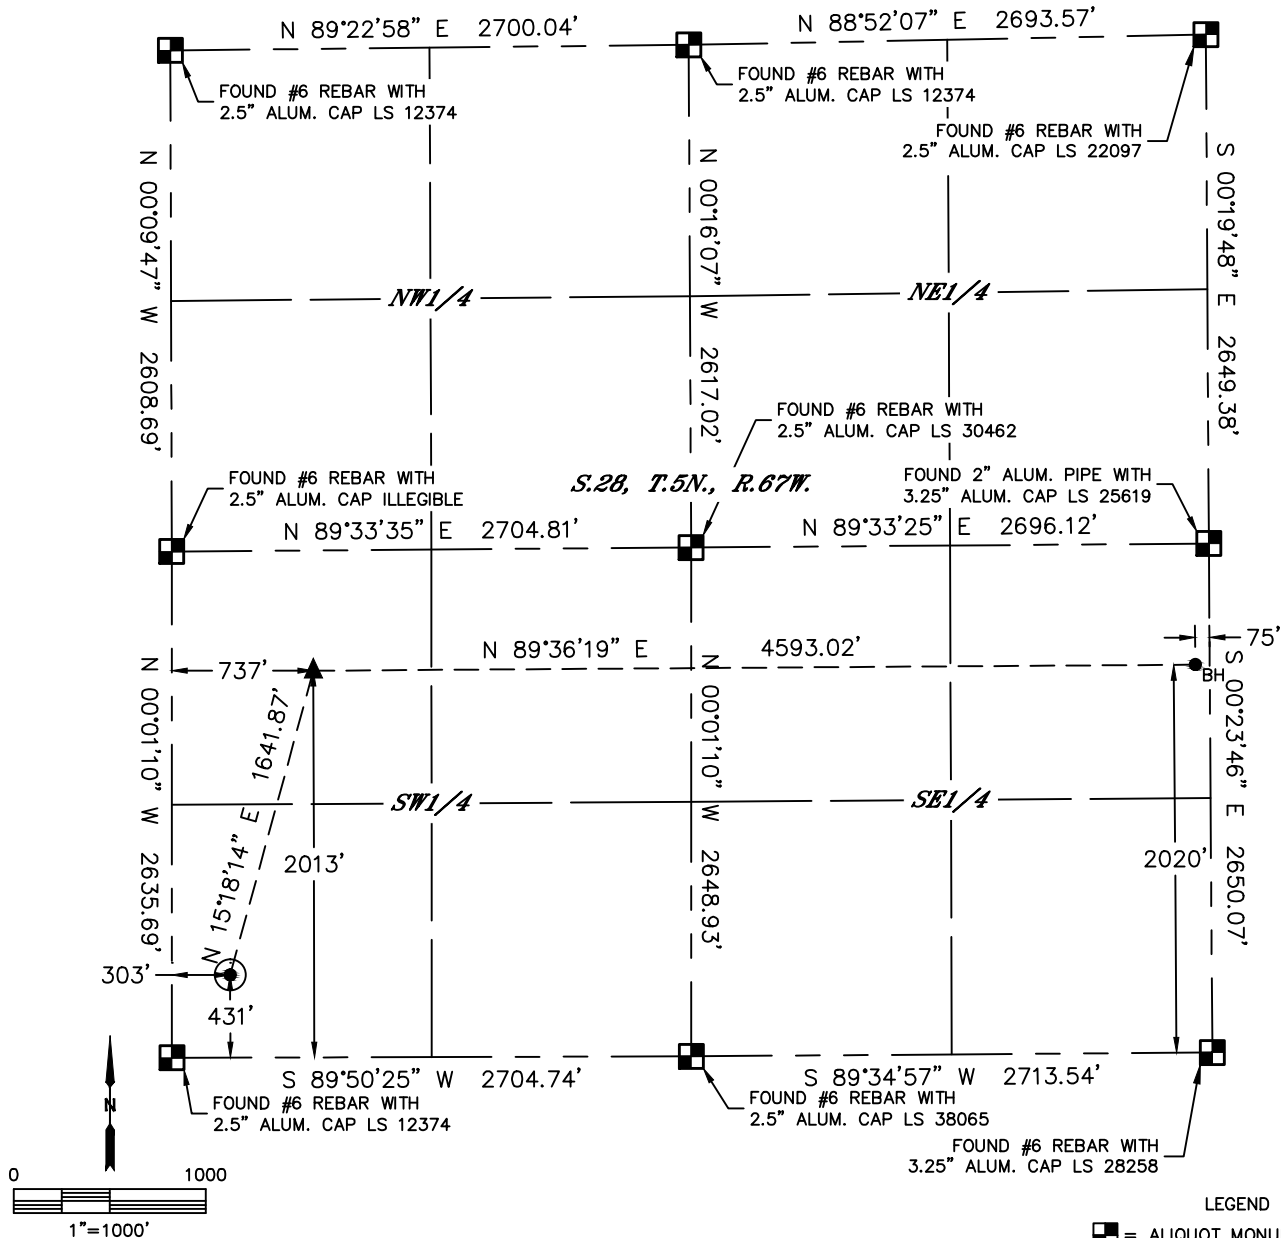 N 89°22'58" E 2700.04'
N 88°52'07" E 2693.57'
FOUND #6 REBAR WITH
2.5" ALUM. CAP LS 12374
FOUND #6 REBAR WITH
2.5" ALUM. CAP LS 12374
FOUND #6 REBAR WITH
2.5" ALUM. CAP LS 22097
N 00°09'47" W 2608.69'
N 00°16'07" W 2617.02'
S 00°19'48" E 2649.38'
NW1/4
NE1/4
FOUND #6 REBAR WITH
2.5" ALUM. CAP LS 30462
FOUND #6 REBAR WITH
2.5" ALUM. CAP ILLEGIBLE
S.28, T.5N., R.67W.
FOUND 2" ALUM. PIPE WITH
3.25" ALUM. CAP LS 25619
N 89°33'35" E 2704.81'
N 89°33'25" E 2696.12'
75'
N 89°36'19" E 4593.02'
737'
BH
N 00°01'10" W 2635.69'
N 15°18'14" E 1641.87'
N 00°01'10" W 2648.93'
S 00°23'46" E 2650.07'
SW1/4
SE1/4
2013'
2020'
303'
431'
S 89°50'25" W 2704.74'
S 89°34'57" W 2713.54'
FOUND #6 REBAR WITH
2.5" ALUM. CAP LS 12374
FOUND #6 REBAR WITH
2.5" ALUM. CAP LS 38065
FOUND #6 REBAR WITH
3.25" ALUM. CAP LS 28258
N
0 1000
1"=1000'
LEGEND
= ALIQUOT MONU